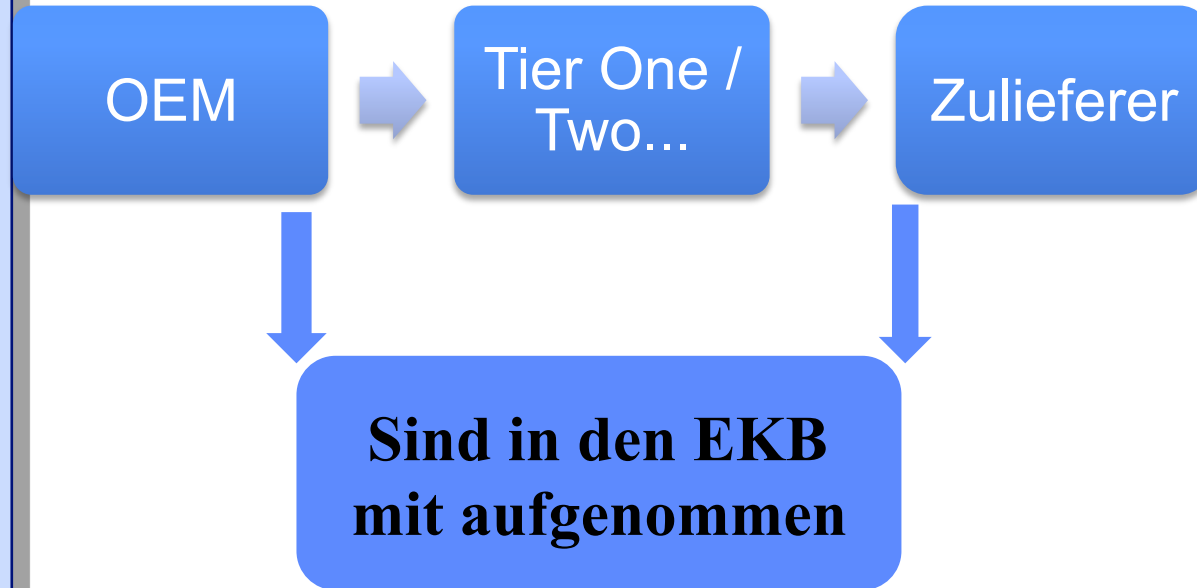 OEM
Tier One /
Two...
Zulieferer
Sind in den EKB
mit aufgenommen